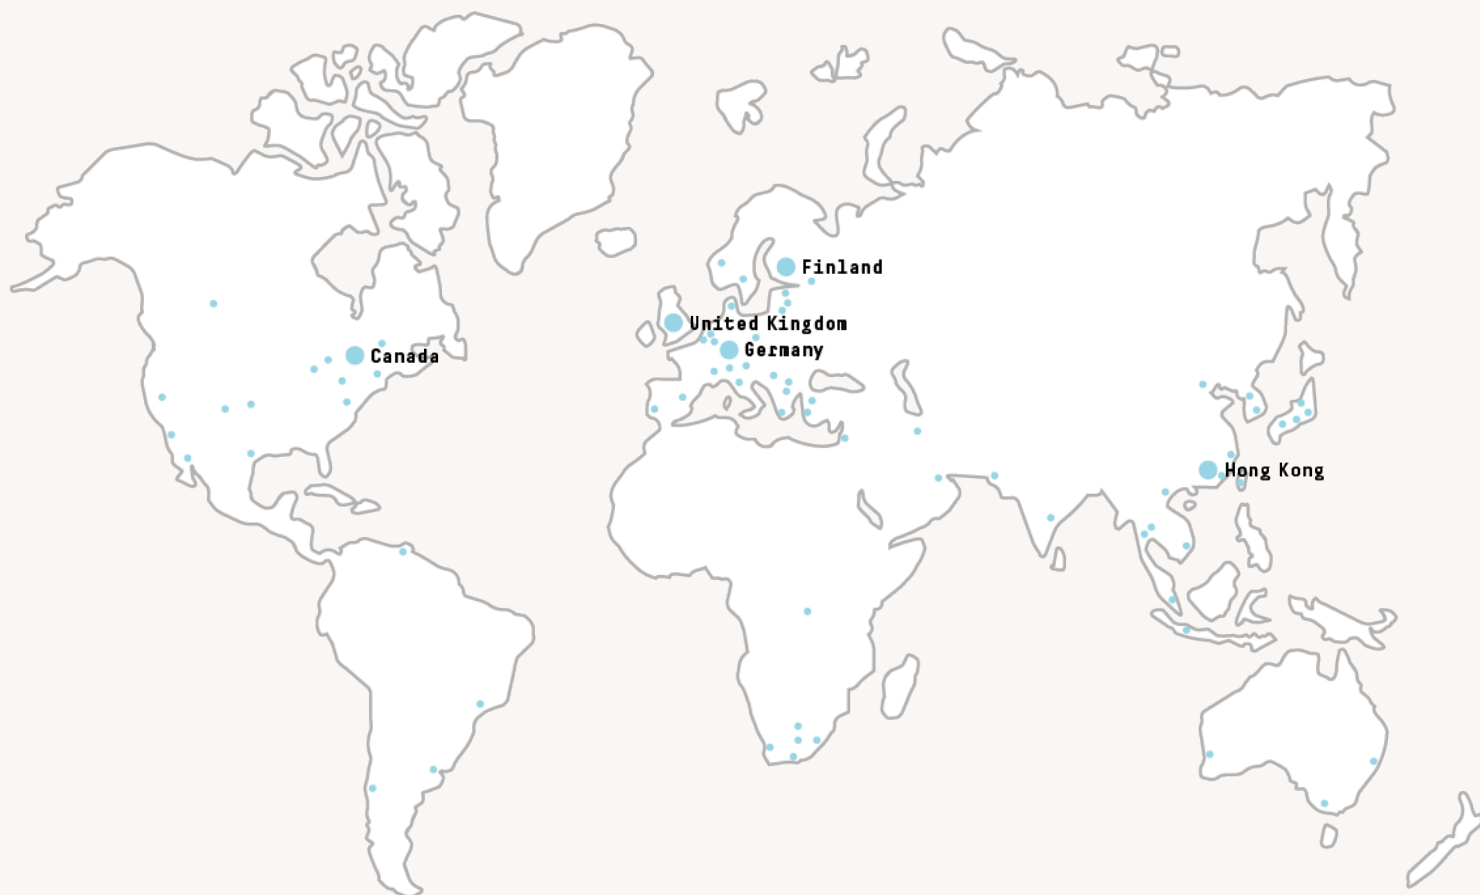 Finland
United Kingdom
Germany
Canada
Hong Kong